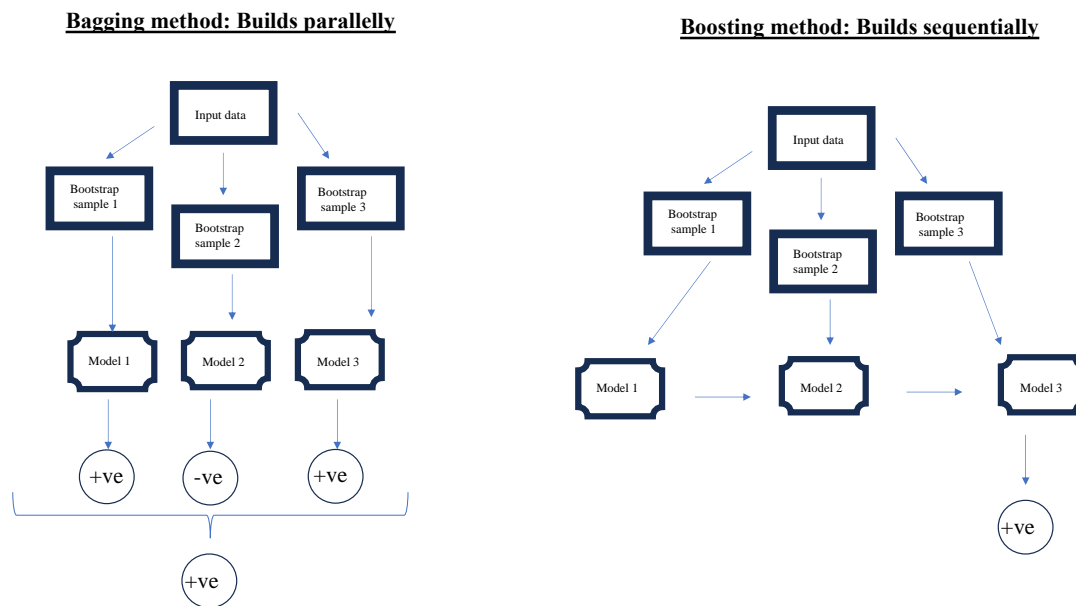 Bagging method: Builds parallelly
Input data
Bootstrap
sample 1
Bootstrap
sample 2
Bootstrap
sample 3
Model 1
Model 2
Model 3
+ve
-ve
+ve
+ve
Boosting method: Builds sequentially
Input data
Bootstrap
sample 1
Bootstrap
sample 2
Bootstrap
sample 3
Model 1
Model 2
Model 3
+ve